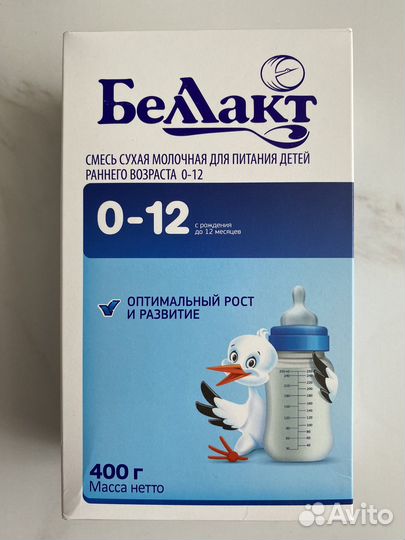 Беллакт
СМЕСЬ СУХАЯ МОЛОЧНАЯ ДЛЯ ПИТАНИЯ ДЕТЕЙ
РАННЕГО ВОЗРАСТА 0-12
0-12
с рождения
до 12 месяцев
ОПТИМАЛЬНЫЙ РОСТ
И РАЗВИТИЕ
400 г
Масса нетто
Avito